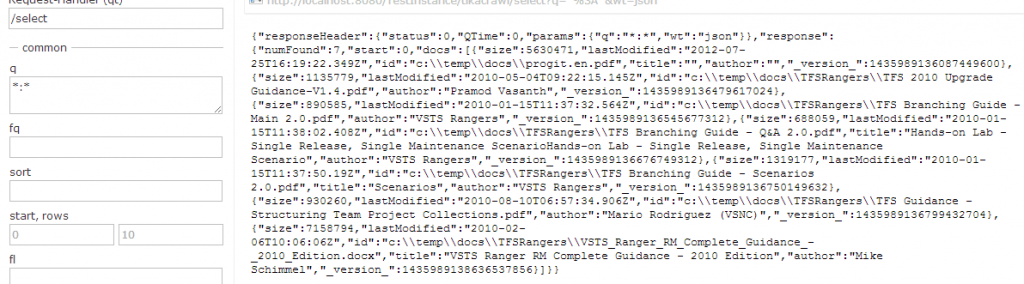 Request-Handler (qt)
/select
common
q
*:*
fq
sort
start, rows
0 10
fl
http://localhost:8080/restinstance/tikacrawl/select?q=*%3A*&wt=json
{"responseHeader":{"status":0,"QTime":0,"params":{"q":"*:*","wt":"json"}},"response":
{"numFound":7,"start":0,"docs":[{"size":5630471,"lastModified":"2012-07-
25T16:19:22.349Z","id":"c:\\temp\\docs\\progit.en.pdf","title":"","author":"","_version_":1435989136087449600},
{"size":1135779,"lastModified":"2010-05-04T09:22:15.145Z","id":"c:\\temp\\docs\\TFSRangers\\TFS 2010 Upgrade
Guidance-V1.4.pdf","author":"Pramod Vasanth","_version_":1435989136479617024},
{"size":890585,"lastModified":"2010-01-15T11:37:32.564Z","id":"c:\\temp\\docs\\TFSRangers\\TFS Branching Guide -
Main 2.0.pdf","author":"VSTS Rangers","_version_":1435989136545677312},{"size":688059,"lastModified":"2010-01-
15T11:38:02.408Z","id":"c:\\temp\\docs\\TFSRangers\\TFS Branching Guide - Q&A 2.0.pdf","title":"Hands-on Lab -
Single Release, Single Maintenance ScenarioHands-on Lab - Single Release, Single Maintenance
Scenario","author":"VSTS Rangers","_version_":1435989136676749312},{"size":1319177,"lastModified":"2010-01-
15T11:37:50.19Z","id":"c:\\temp\\docs\\TFSRangers\\TFS Branching Guide - Scenarios
2.0.pdf","title":"Scenarios","author":"VSTS Rangers","_version_":1435989136750149632},
{"size":930260,"lastModified":"2010-08-10T06:57:34.906Z","id":"c:\\temp\\docs\\TFSRangers\\TFS Guidance -
Structuring Team Project Collections.pdf","author":"Mario Rodriguez (VSNC)","_version_":1435989136799432704},
{"size":7158794,"lastModified":"2010-02-
06T10:06:06Z","id":"c:\\temp\\docs\\TFSRangers\\VSTS_Ranger_RM_Complete_Guidance_-
_2010_Edition.docx","title":"VSTS Ranger RM Complete Guidance - 2010 Edition","author":"Mike
Schimmel","_version_":1435989138636537856}]}}